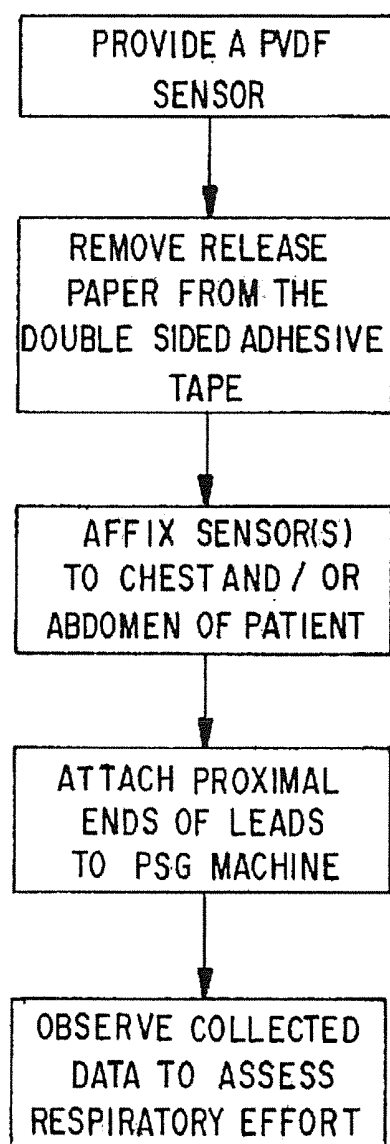 PROVIDE A PVDF
SENSOR
REMOVE RELEASE
PAPER FROM THE
DOUBLE SIDED ADHESIVE
TAPE
AFFIX SENSOR(S)
TO CHEST AND / OR
ABDOMEN OF PATIENT
ATTACH PROXIMAL
ENDS OF LEADS
TO PSG MACHINE
OBSERVE COLLECTED
DATA TO ASSESS
RESPIRATORY EFFORT